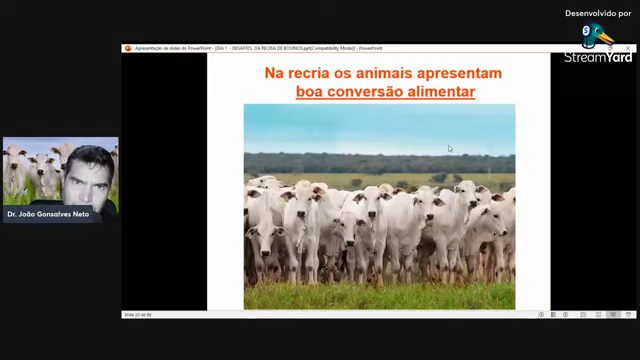 Desenvolvido por
StreamYard
Apresentação de slides do PowerPoint - [DIA 1 - DESAFIOS DA RECRIA DE BOVINOS.ppt [Compatibility Mode]] - PowerPoint
Na recria os animais apresentam
boa conversão alimentar
Dr. João Gonsalves Neto